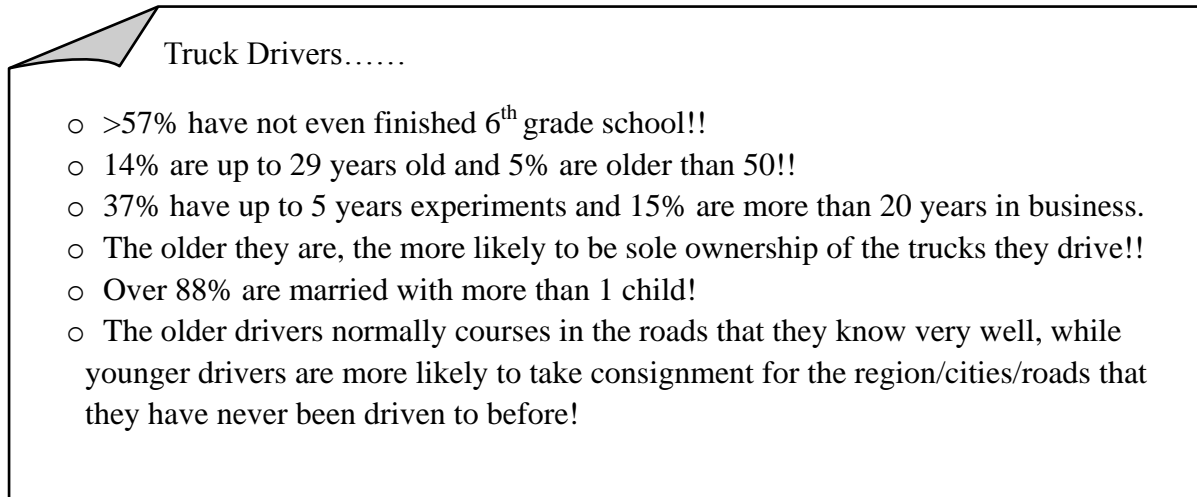 Truck Drivers……
o >57% have not even finished 6th grade school!!
o 14% are up to 29 years old and 5% are older than 50!!
o 37% have up to 5 years experiments and 15% are more than 20 years in business.
o The older they are, the more likely to be sole ownership of the trucks they drive!!
o Over 88% are married with more than 1 child!
o The older drivers normally courses in the roads that they know very well, while
younger drivers are more likely to take consignment for the region/cities/roads that
they have never been driven to before!